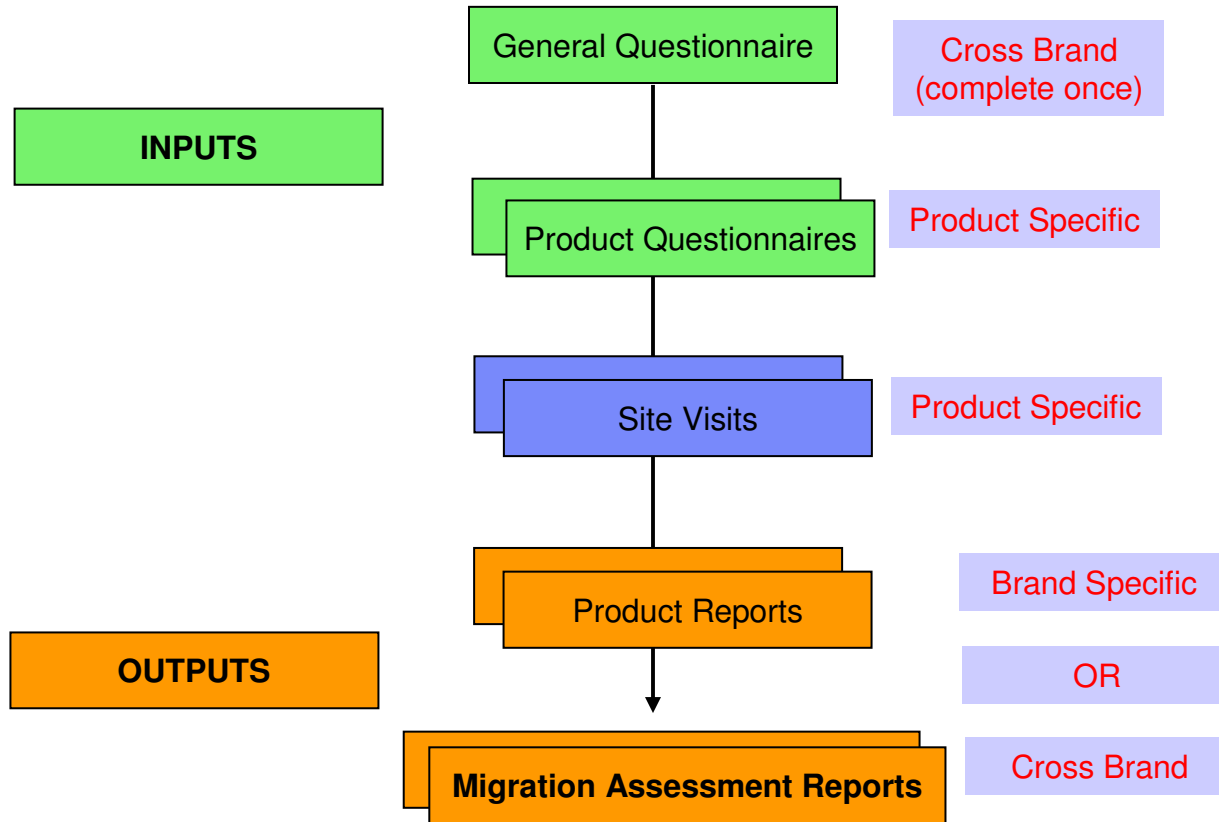 General Questionnaire
Cross Brand
(complete once)
INPUTS
Product Questionnaires
Product Specific
Site Visits
Product Specific
Product Reports
Brand Specific
OUTPUTS
OR
Migration Assessment Reports
Cross Brand